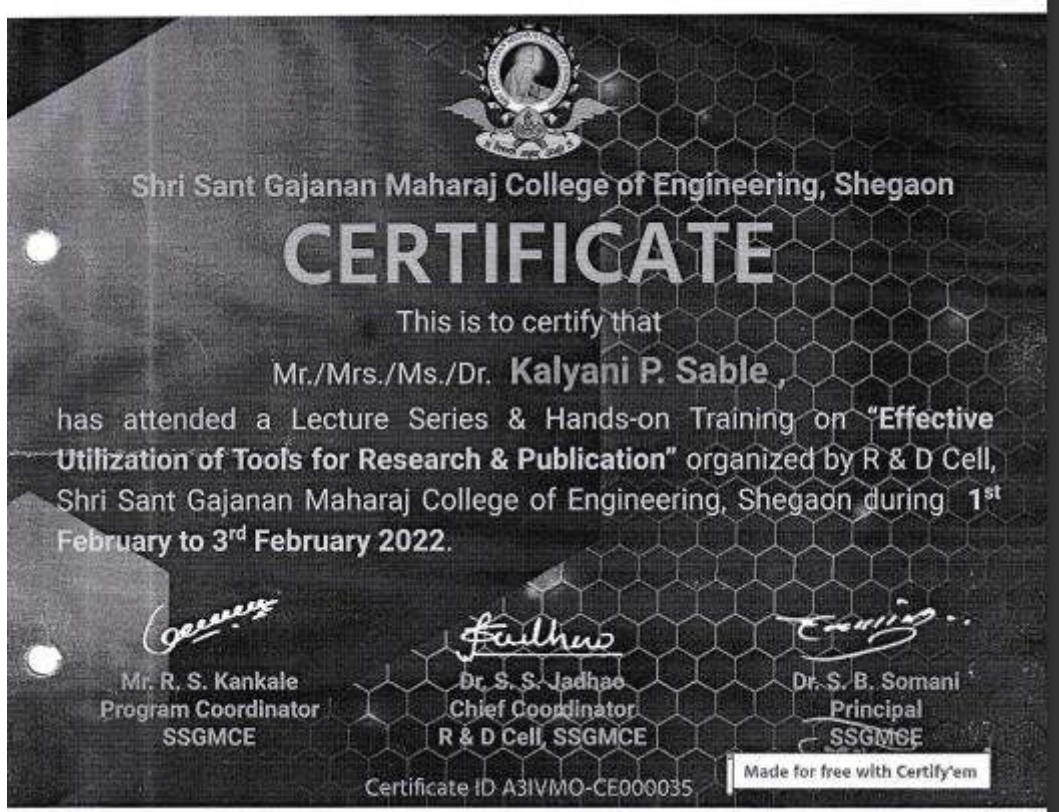 Shri Sant Gajanan Maharaj College of Engineering, Shegaon
CERTIFICATE
This is to certify that
Mr./Mrs./Ms./Dr. Kalyani P. Sable,
has attended a Lecture Series & Hands-on Training on “Effective
Utilization of Tools for Research & Publication” organized by R & D Cell,
Shri Sant Gajanan Maharaj College of Engineering, Shegaon during 1st
February to 3rd February 2022.
Mr. R. S. Kankale
Program Coordinator
SSGMCE
Dr. S. S. Jadhao
Chief Coordinator
R & D Cell, SSGMCE
Dr. S. B. Somani
Principal
SSGMCE
Certificate ID A3IVMO-CE000035
Made for free with Certify'em